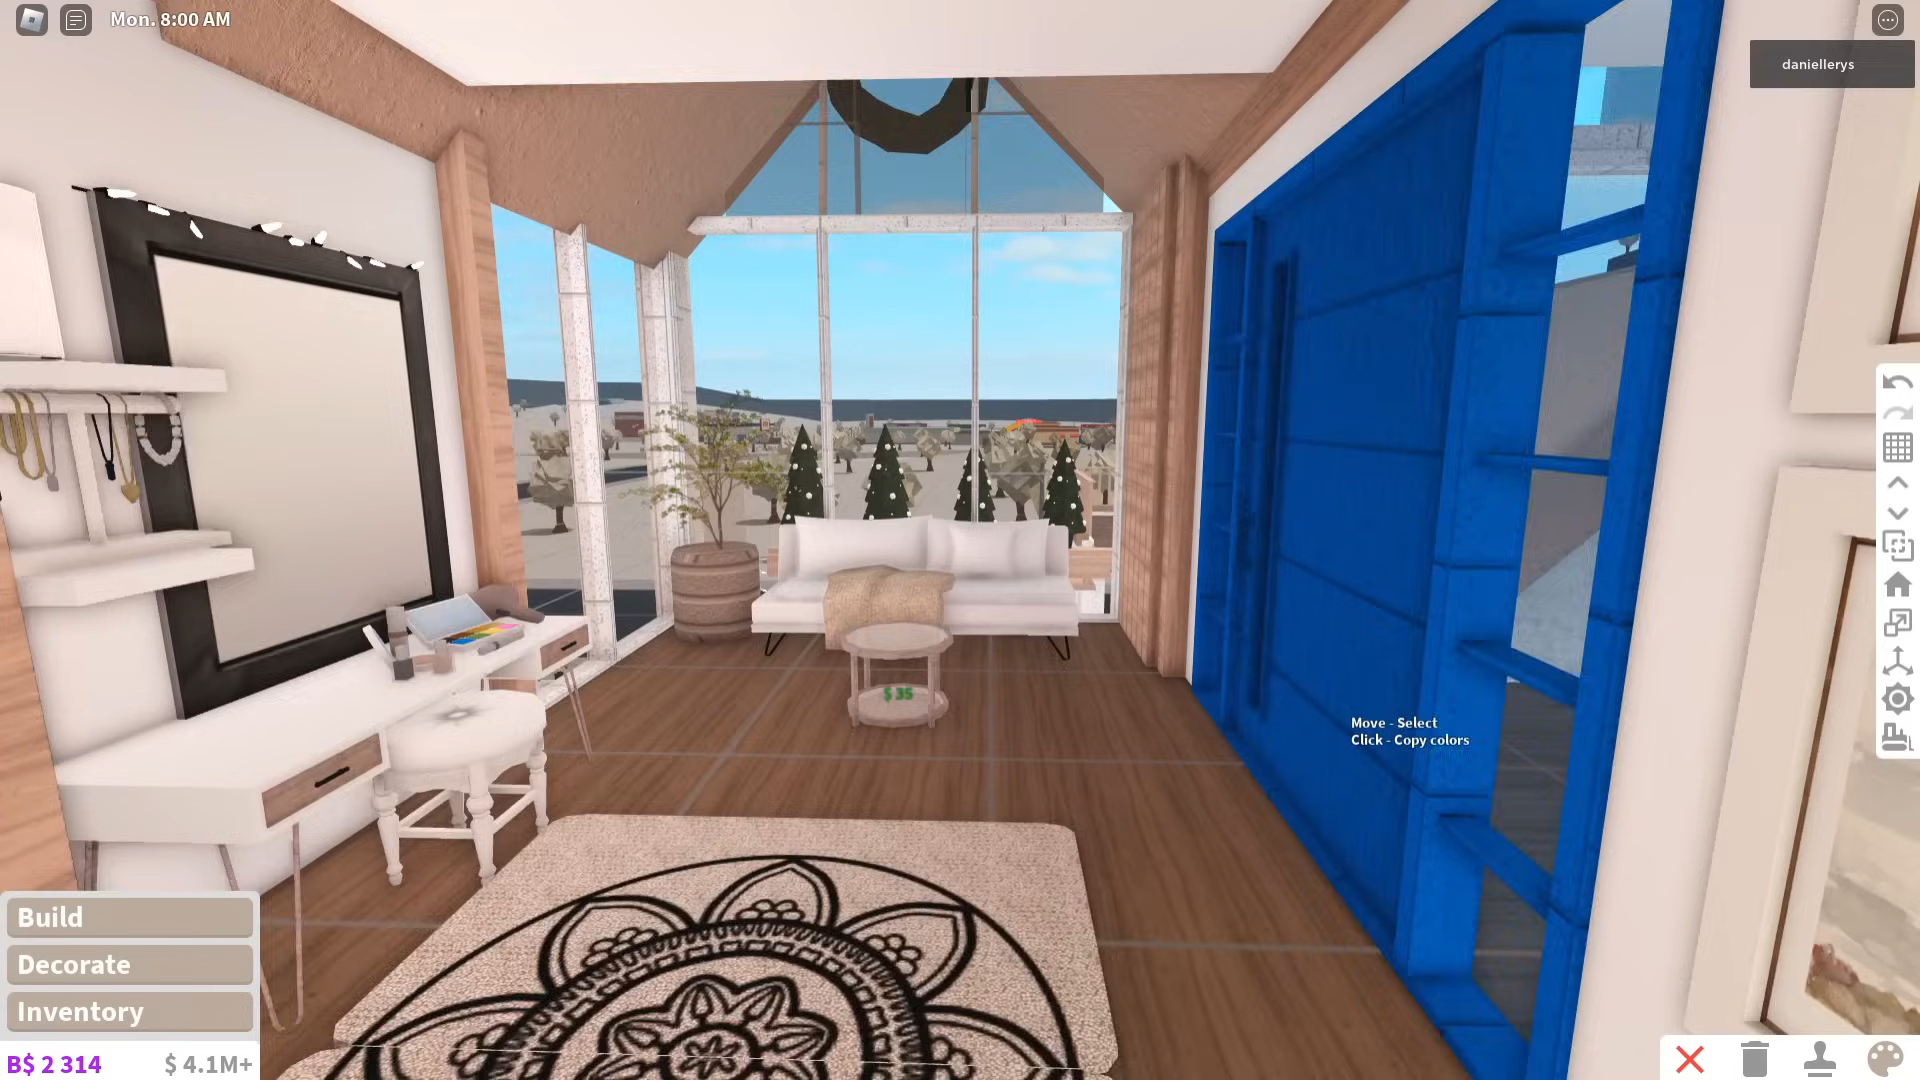 Mon. 8:00 AM
daniellerys
$ 35
Move - Select
Click - Copy colors
Build
Decorate
Inventory
B$ 2 314
$ 4.1M+